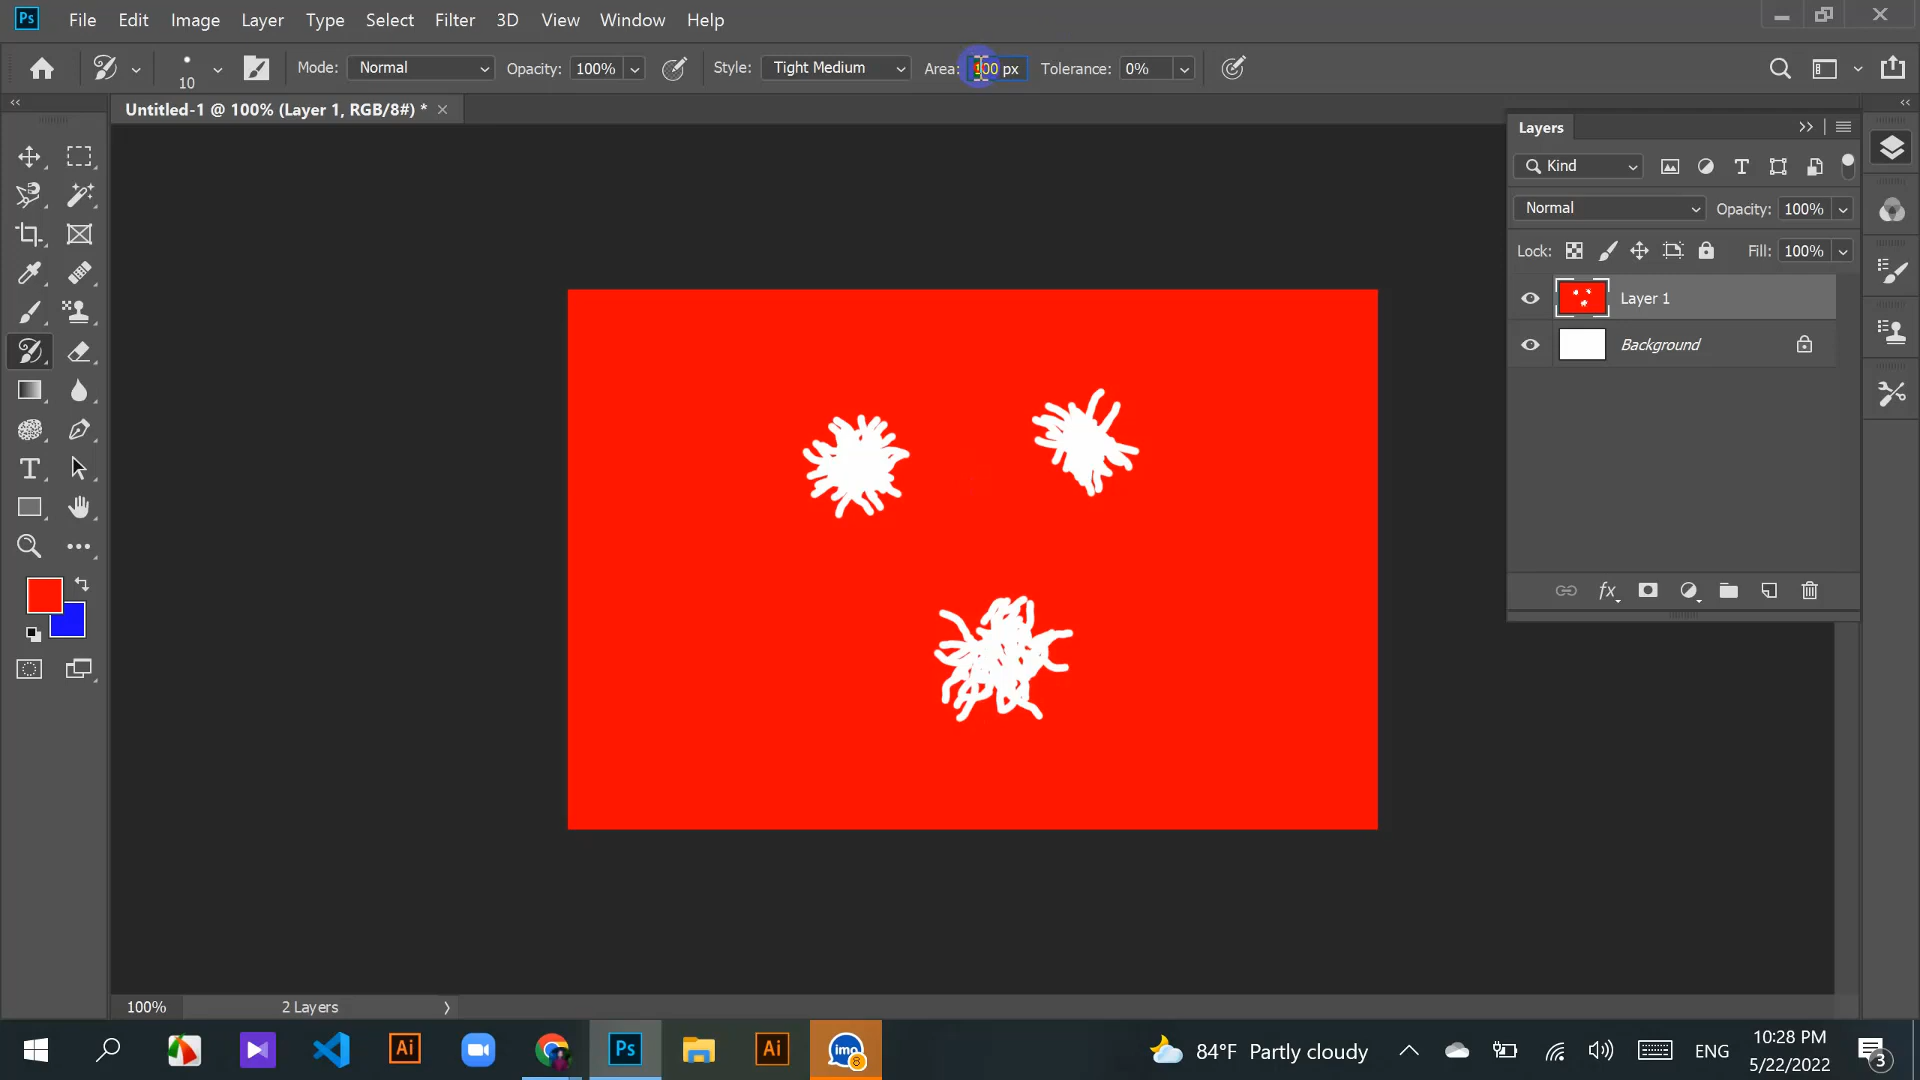 Ps File Edit Image Layer Select Filter 3D View Window Help
10 Mode: Normal Opacity: 100% Style: Tight Medium Area: 100 px Tolerance: 0%
Untitled-1 @ 100% (Layer 1, RGB/8#) *
Layers
Kind
Normal Opacity: 100%
Lock: Fill: 100%
Layer 1
Background
100% 2 Layers
Ai Ps Ai imo 8 84°F Partly cloudy ENG 10:28 PM
5/22/2022 3